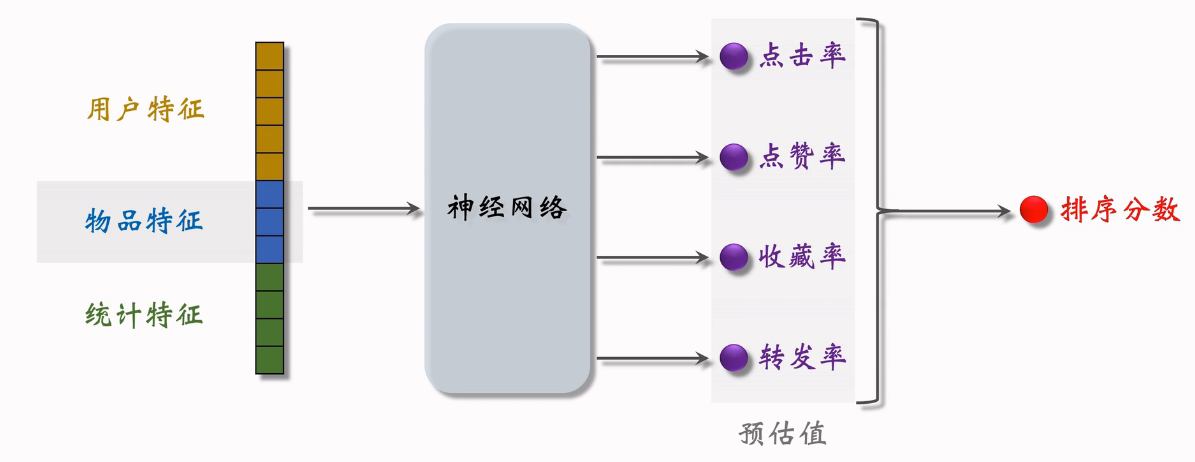 用户特征
物品特征
统计特征
神经网络
点击率
点赞率
收藏率
转发率
预估值
排序分数